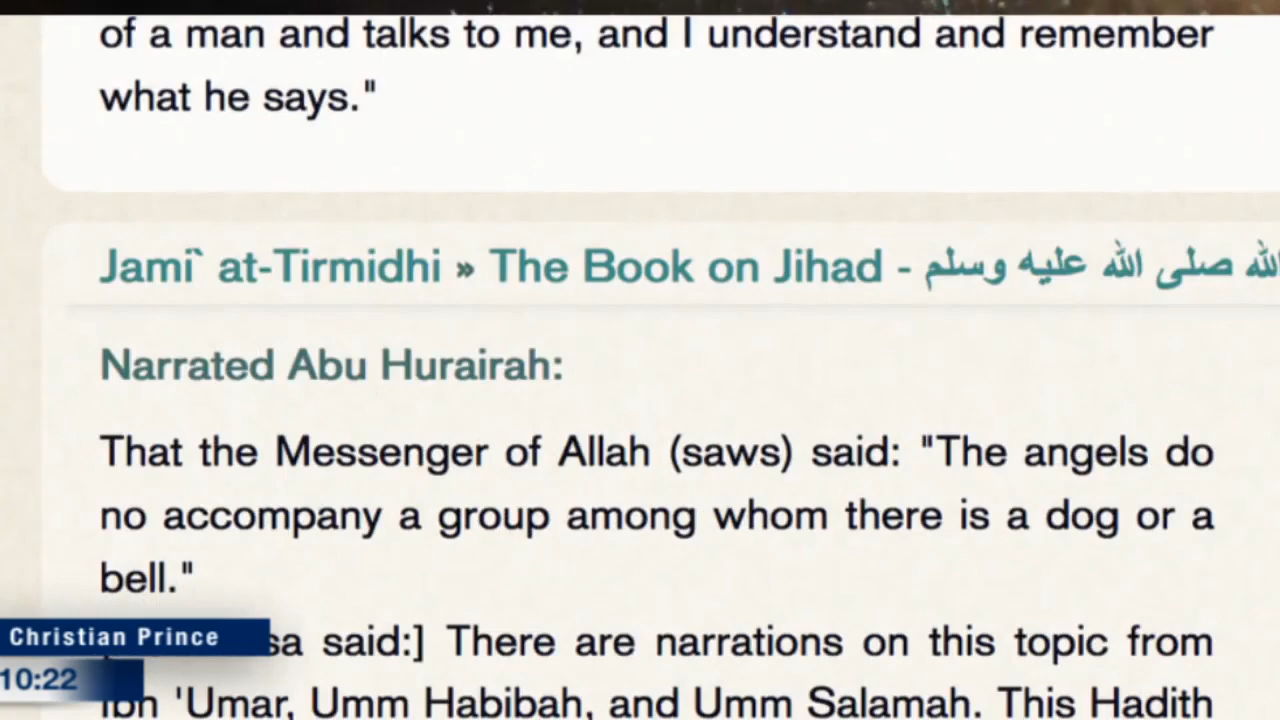 of a man and talks to me, and I understand and remember
what he says."
Jami` at-Tirmidhi » The Book on Jihad - الله صلى الله عليه وسلم
Narrated Abu Hurairah:
That the Messenger of Allah (saws) said: "The angels do
no accompany a group among whom there is a dog or a
bell."
sa said:] There are narrations on this topic from
Ibn 'Umar, Umm Habibah, and Umm Salamah. This Hadith
Christian Prince
10:22